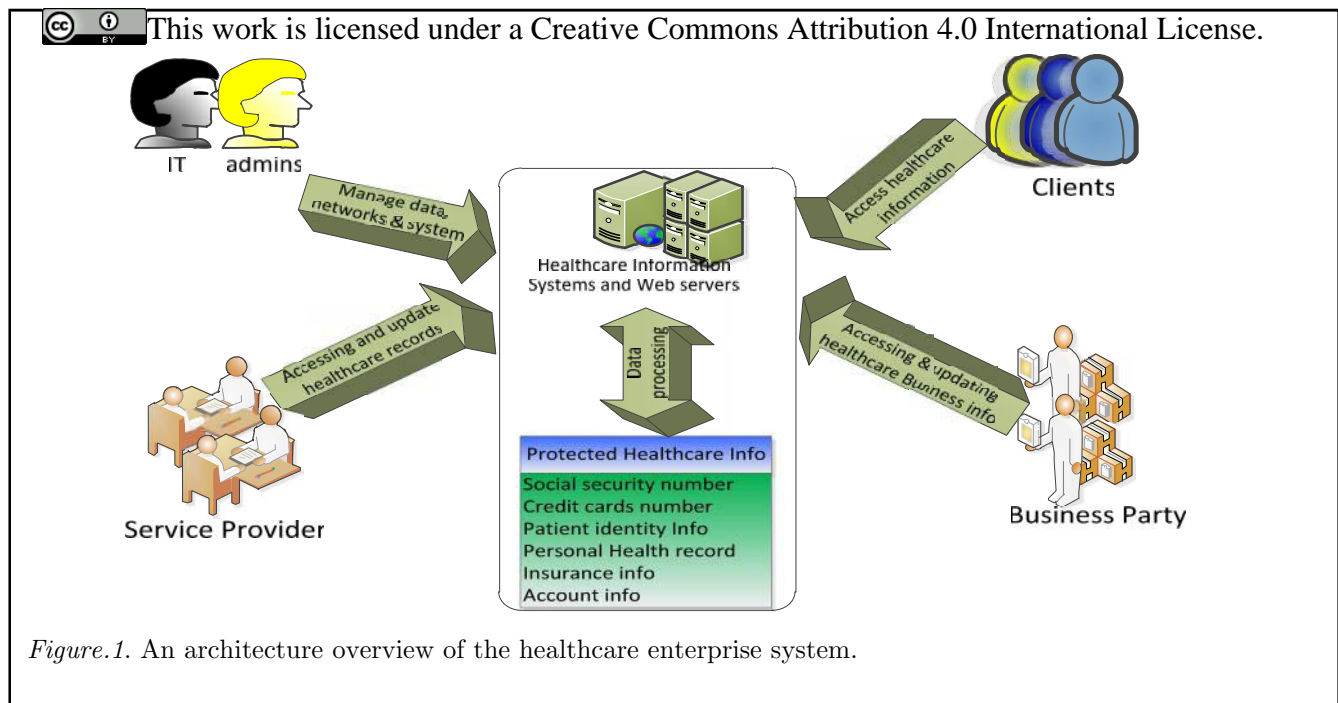 cc BY This work is licensed under a Creative Commons Attribution 4.0 International License.
IT admins
Clients
Manage data,
networks & system
Access healthcare
information
Healthcare Information
Systems and Web servers
Accessing and update
healthcare records
Data
processing
Accessing & updating
healthcare Business info
Service Provider
Business Party
Protected Healthcare Info
Social security number
Credit cards number
Patient identity Info
Personal Health record
Insurance info
Account info
Figure.1. An architecture overview of the healthcare enterprise system.